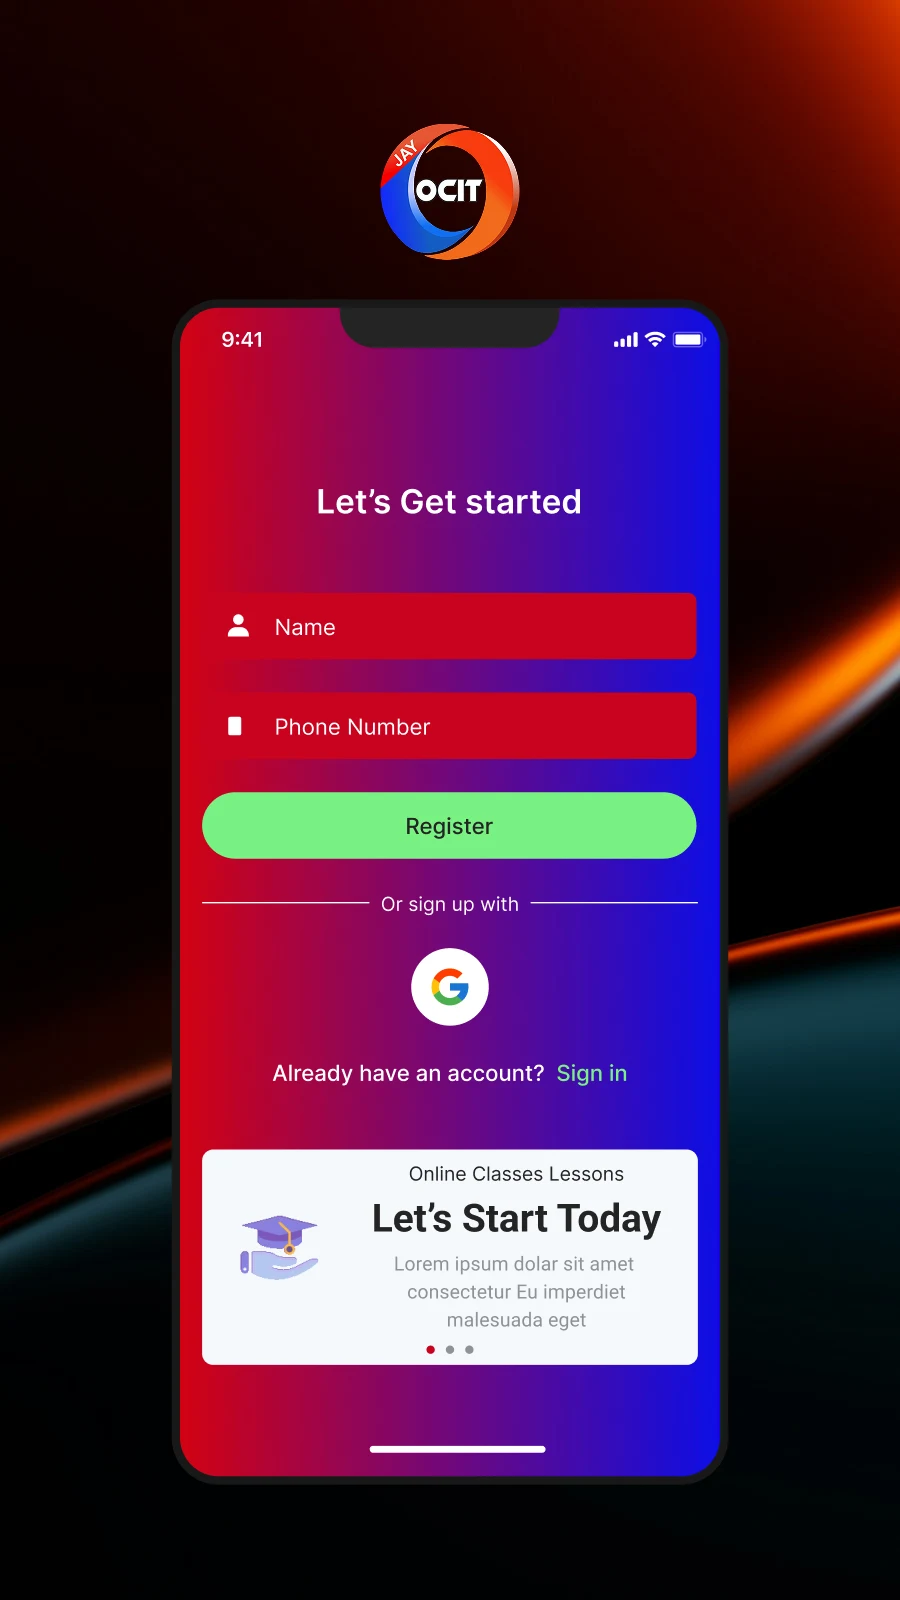 JAY
OCIT
9:41
Let's Get started
Name
Phone Number
Register
Or sign up with
G
Already have an account? Sign in
Online Classes Lessons
Let's Start Today
Lorem ipsum dolar sit amet
consectetur Eu imperdiet
malesuada eget